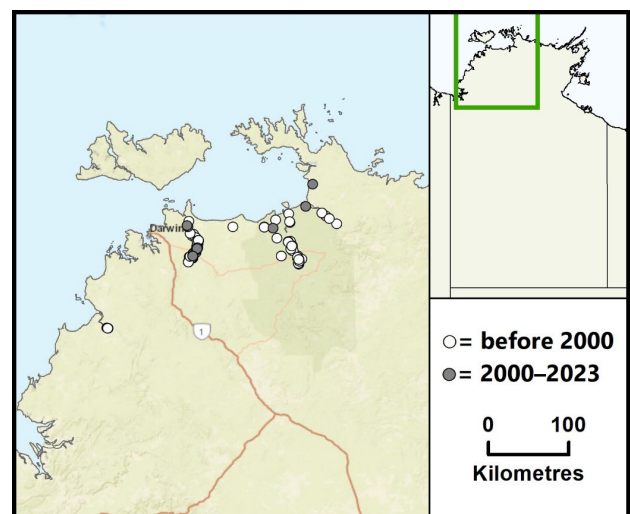 Darwin
1
○ = before 2000
● = 2000–2023
0 100
Kilometres